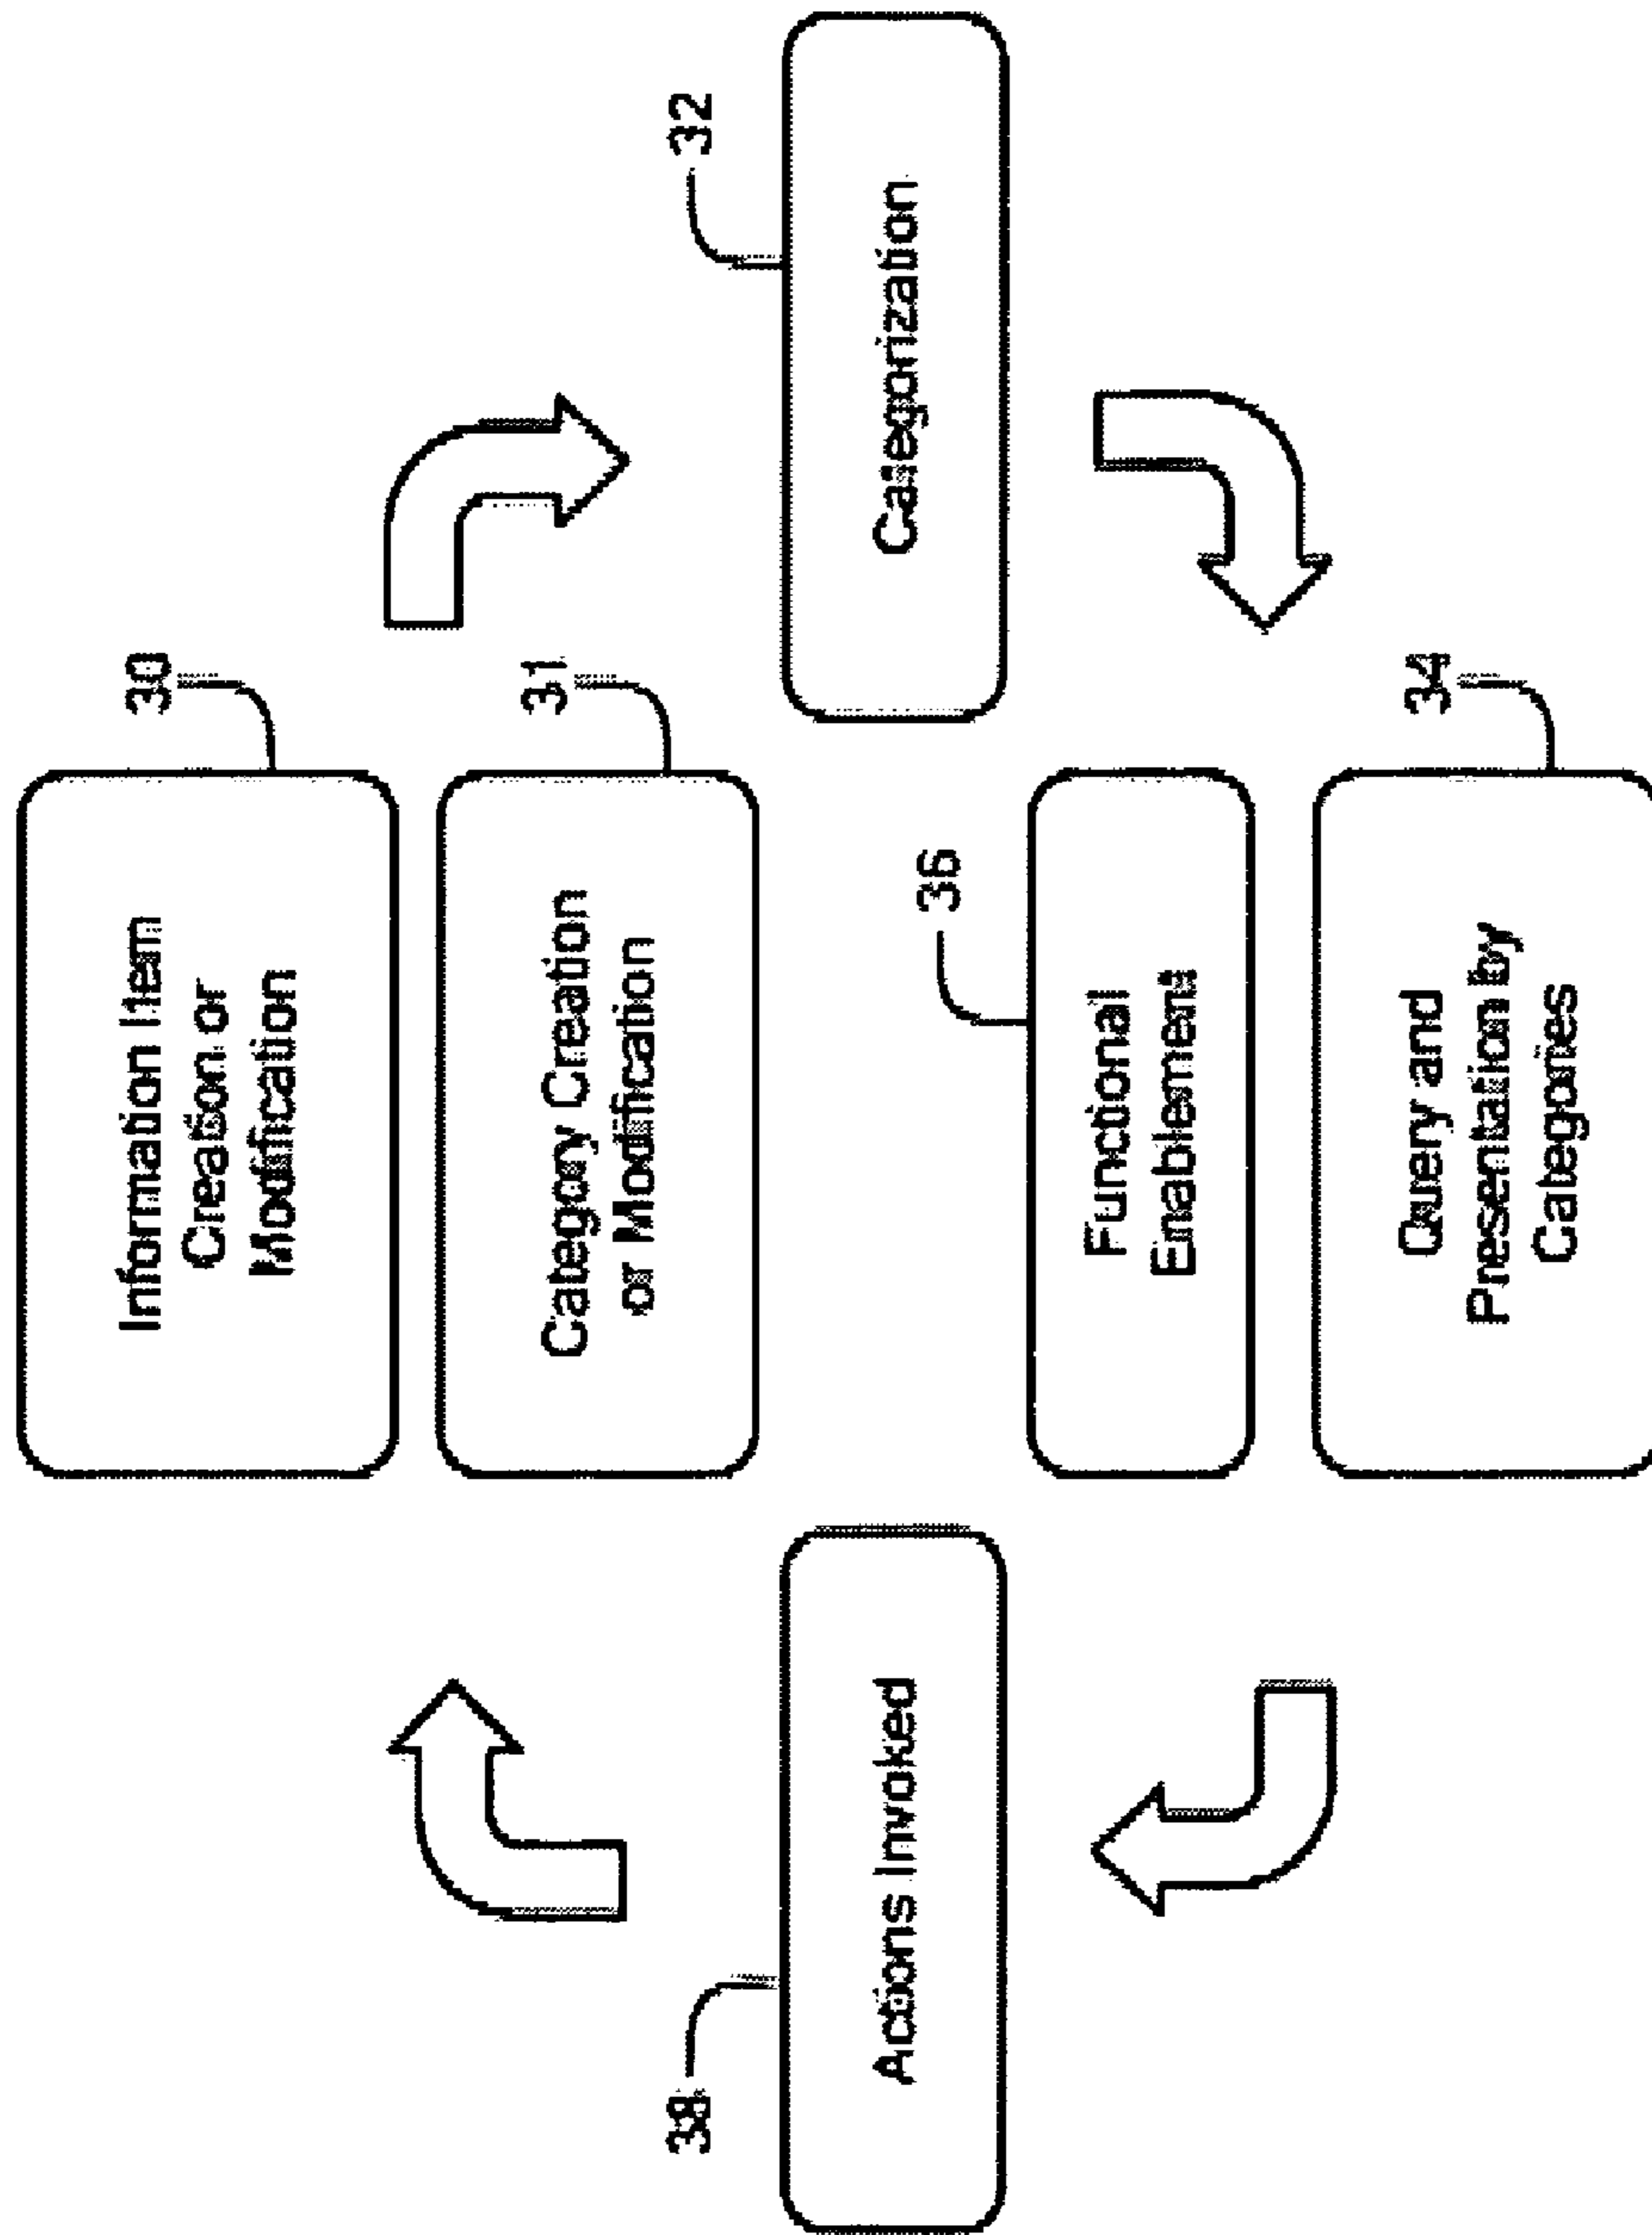 30
Information Item
Creation or
Modification
31
Category Creation
or Modification
32
Categorization
38
Actions Invoked
36
Functional
Enablement
34
Query and
Presentation by
Categories